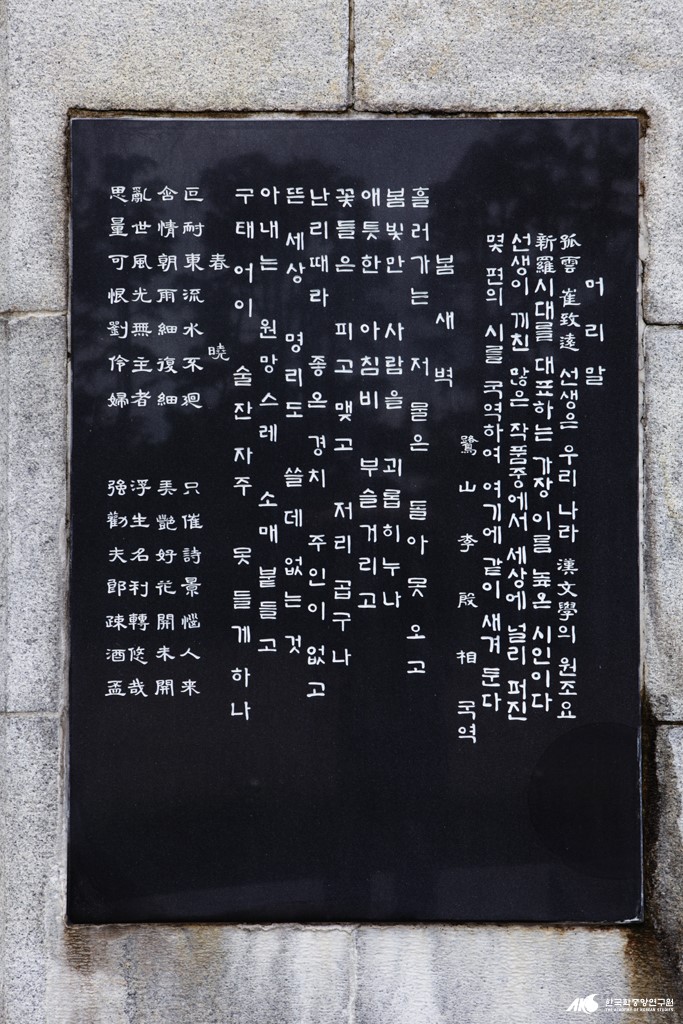 머리말
孤雲 崔致遠 선생은 우리 나라 漢文學의 원조요
新羅시대를 대표하는 가장 이름 높은 시인이다
선생이 끼친 많은 작품중에서 세상에 널리 퍼진
몇 편의 시를 국역하여 여기에 같이 새겨 둔다
鷺山 李殷相 국역
봄 새벽
흘러가는 저 물은 돌아 못 오고
봄빛만 사람을 괴롭히누나
애틋한 아침비 부슬거리고
꽃들은 피고 맺고 저리 곱구나
난리때라 좋은 경치 주인이 없고
뜬 세상 명리도 쓸데 없는 것
아내는 원망스레 소매 붙들고
구태어이 술잔 자주 못 들게 하나
春曉
叵耐東流水不廻 只催詩景惱人來
含情朝雨細復細 美艶好花開未開
亂世風光無主者 浮生名利轉悠哉
思量可恨劉伶婦 强勸夫郎疎酒盃
한국학중앙연구원
THE ACADEMY OF KOREAN STUDIES